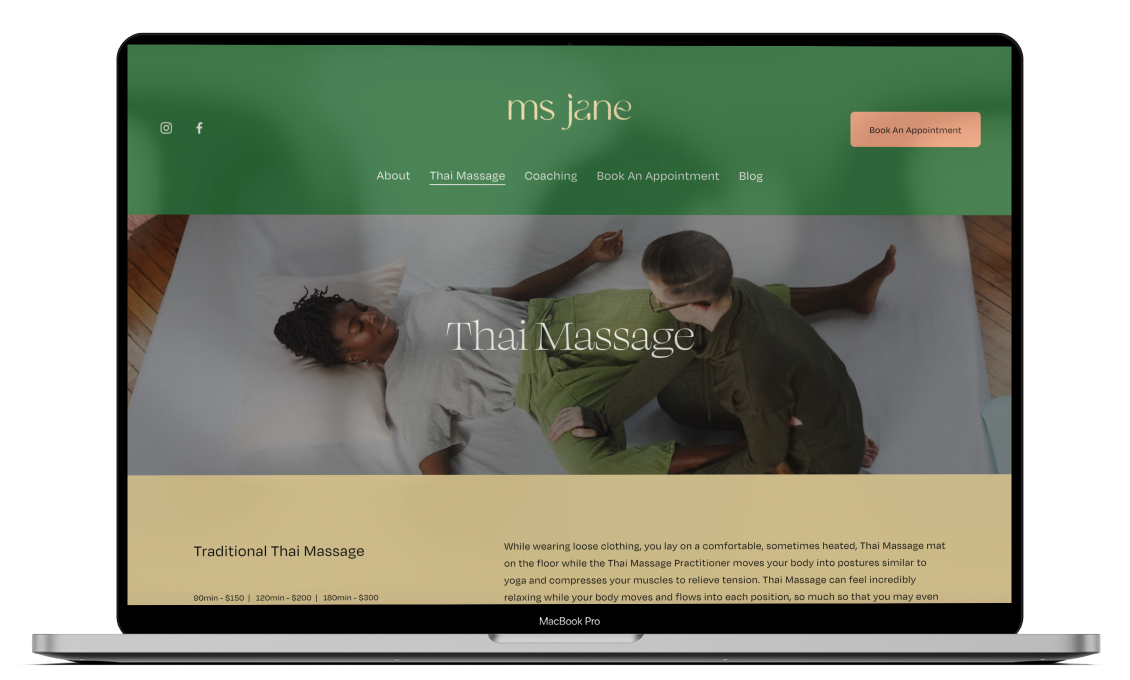 ms jane
Book An Appointment
About Thai Massage Coaching Book An Appointment Blog
Thai Massage
Traditional Thai Massage
90min - $150 | 120min - $200 | 180min - $300
While wearing loose clothing, you lay on a comfortable, sometimes heated, Thai Massage mat
on the floor while the Thai Massage Practitioner moves your body into postures similar to
yoga and compresses your muscles to relieve tension. Thai Massage can feel incredibly
relaxing while your body moves and flows into each position, so much so that you may even
MacBook Pro